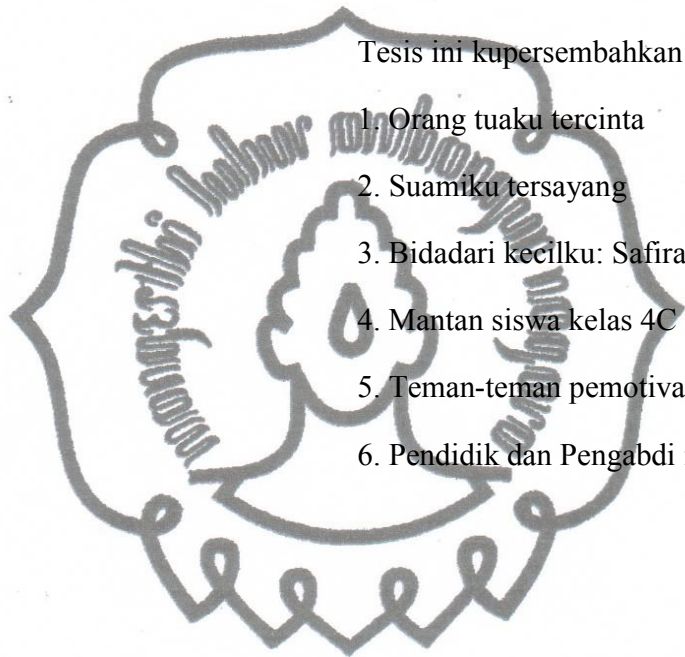 Tesis ini kupersembahkan
1. Orang tuaku tercinta
2. Suamiku tersayang
3. Bidadari kecilku: Safira
4. Mantan siswa kelas 4C
5. Teman-teman pemotiva
6. Pendidik dan Pengabdi